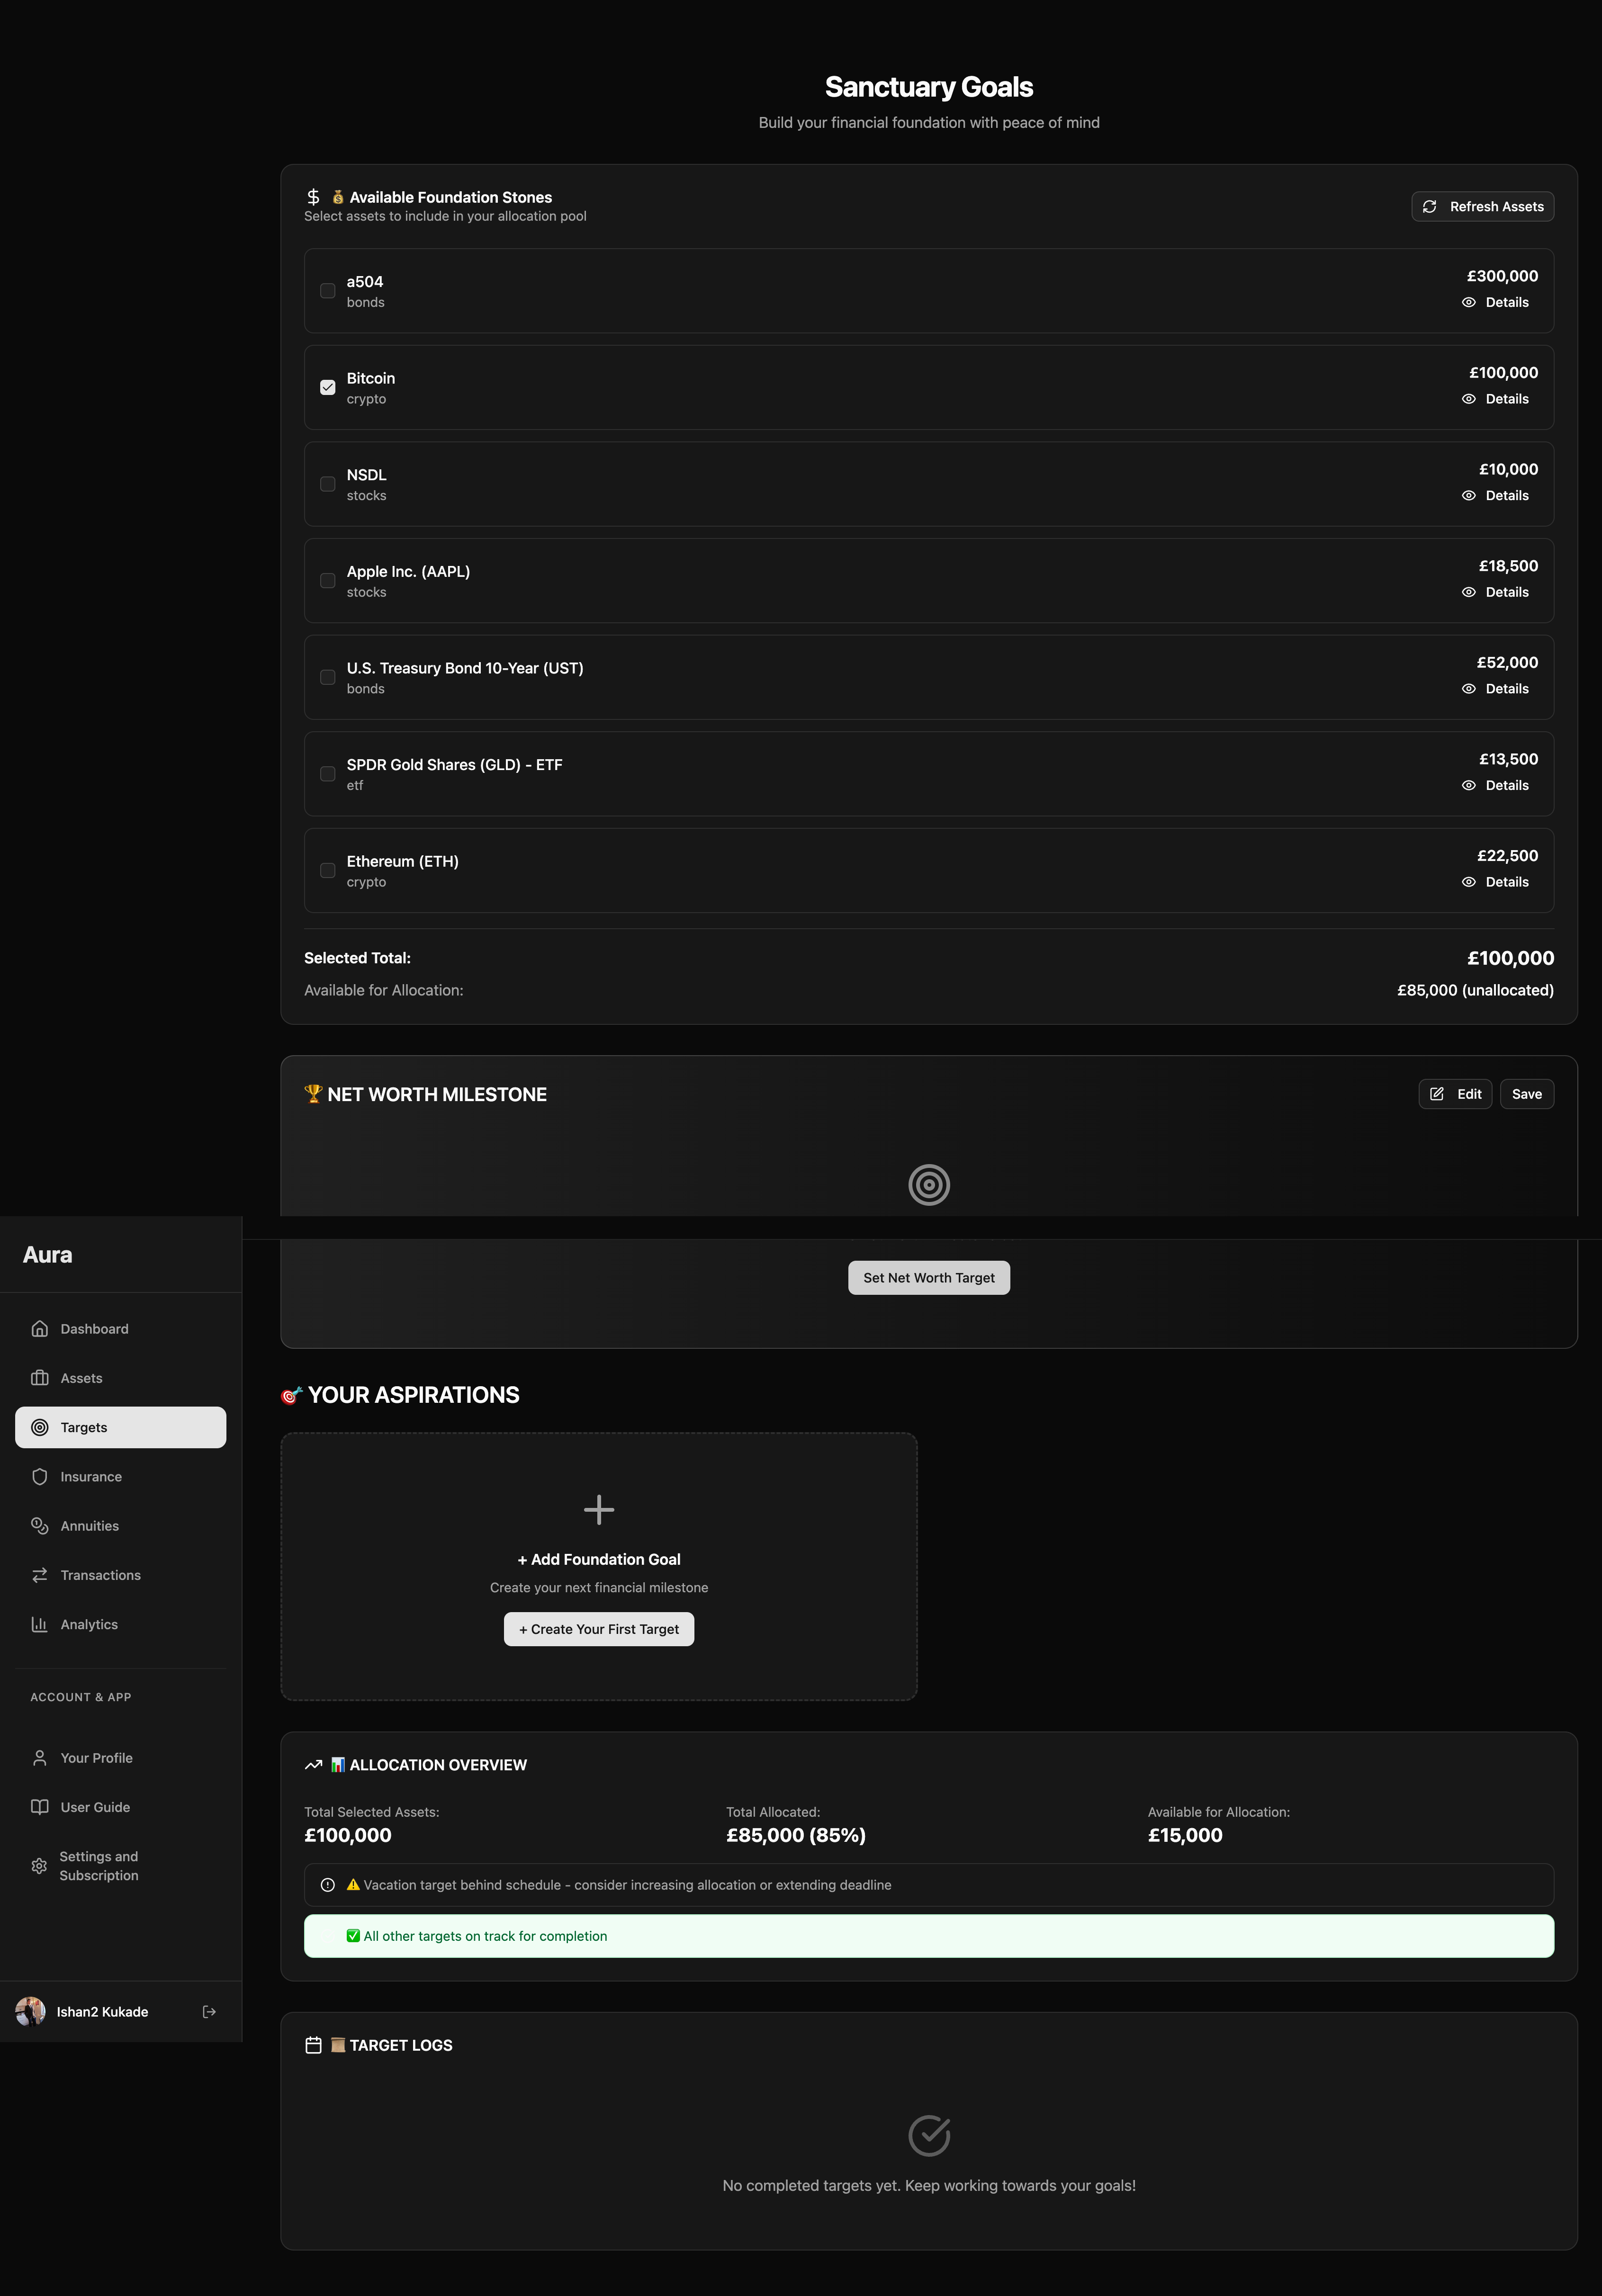 Sanctuary Goals
Build your financial foundation with peace of mind
💰 Available Foundation Stones
Select assets to include in your allocation pool
Refresh Assets
a504
bonds
£300,000
Details
Bitcoin
crypto
£100,000
Details
NSDL
stocks
£10,000
Details
Apple Inc. (AAPL)
stocks
£18,500
Details
U.S. Treasury Bond 10-Year (UST)
bonds
£52,000
Details
SPDR Gold Shares (GLD) - ETF
etf
£13,500
Details
Ethereum (ETH)
crypto
£22,500
Details
Selected Total:
£100,000
Available for Allocation:
£85,000 (unallocated)
🏆 NET WORTH MILESTONE
Edit
Save
Set Net Worth Target
Aura
Dashboard
Assets
Targets
Insurance
Annuities
Transactions
Analytics
ACCOUNT & APP
Your Profile
User Guide
Settings and
Subscription
Ishan2 Kukade
🎯 YOUR ASPIRATIONS
+ Add Foundation Goal
Create your next financial milestone
+ Create Your First Target
📊 ALLOCATION OVERVIEW
Total Selected Assets:
£100,000
Total Allocated:
£85,000 (85%)
Available for Allocation:
£15,000
⚠️ Vacation target behind schedule - consider increasing allocation or extending deadline
✅ All other targets on track for completion
📜 TARGET LOGS
No completed targets yet. Keep working towards your goals!